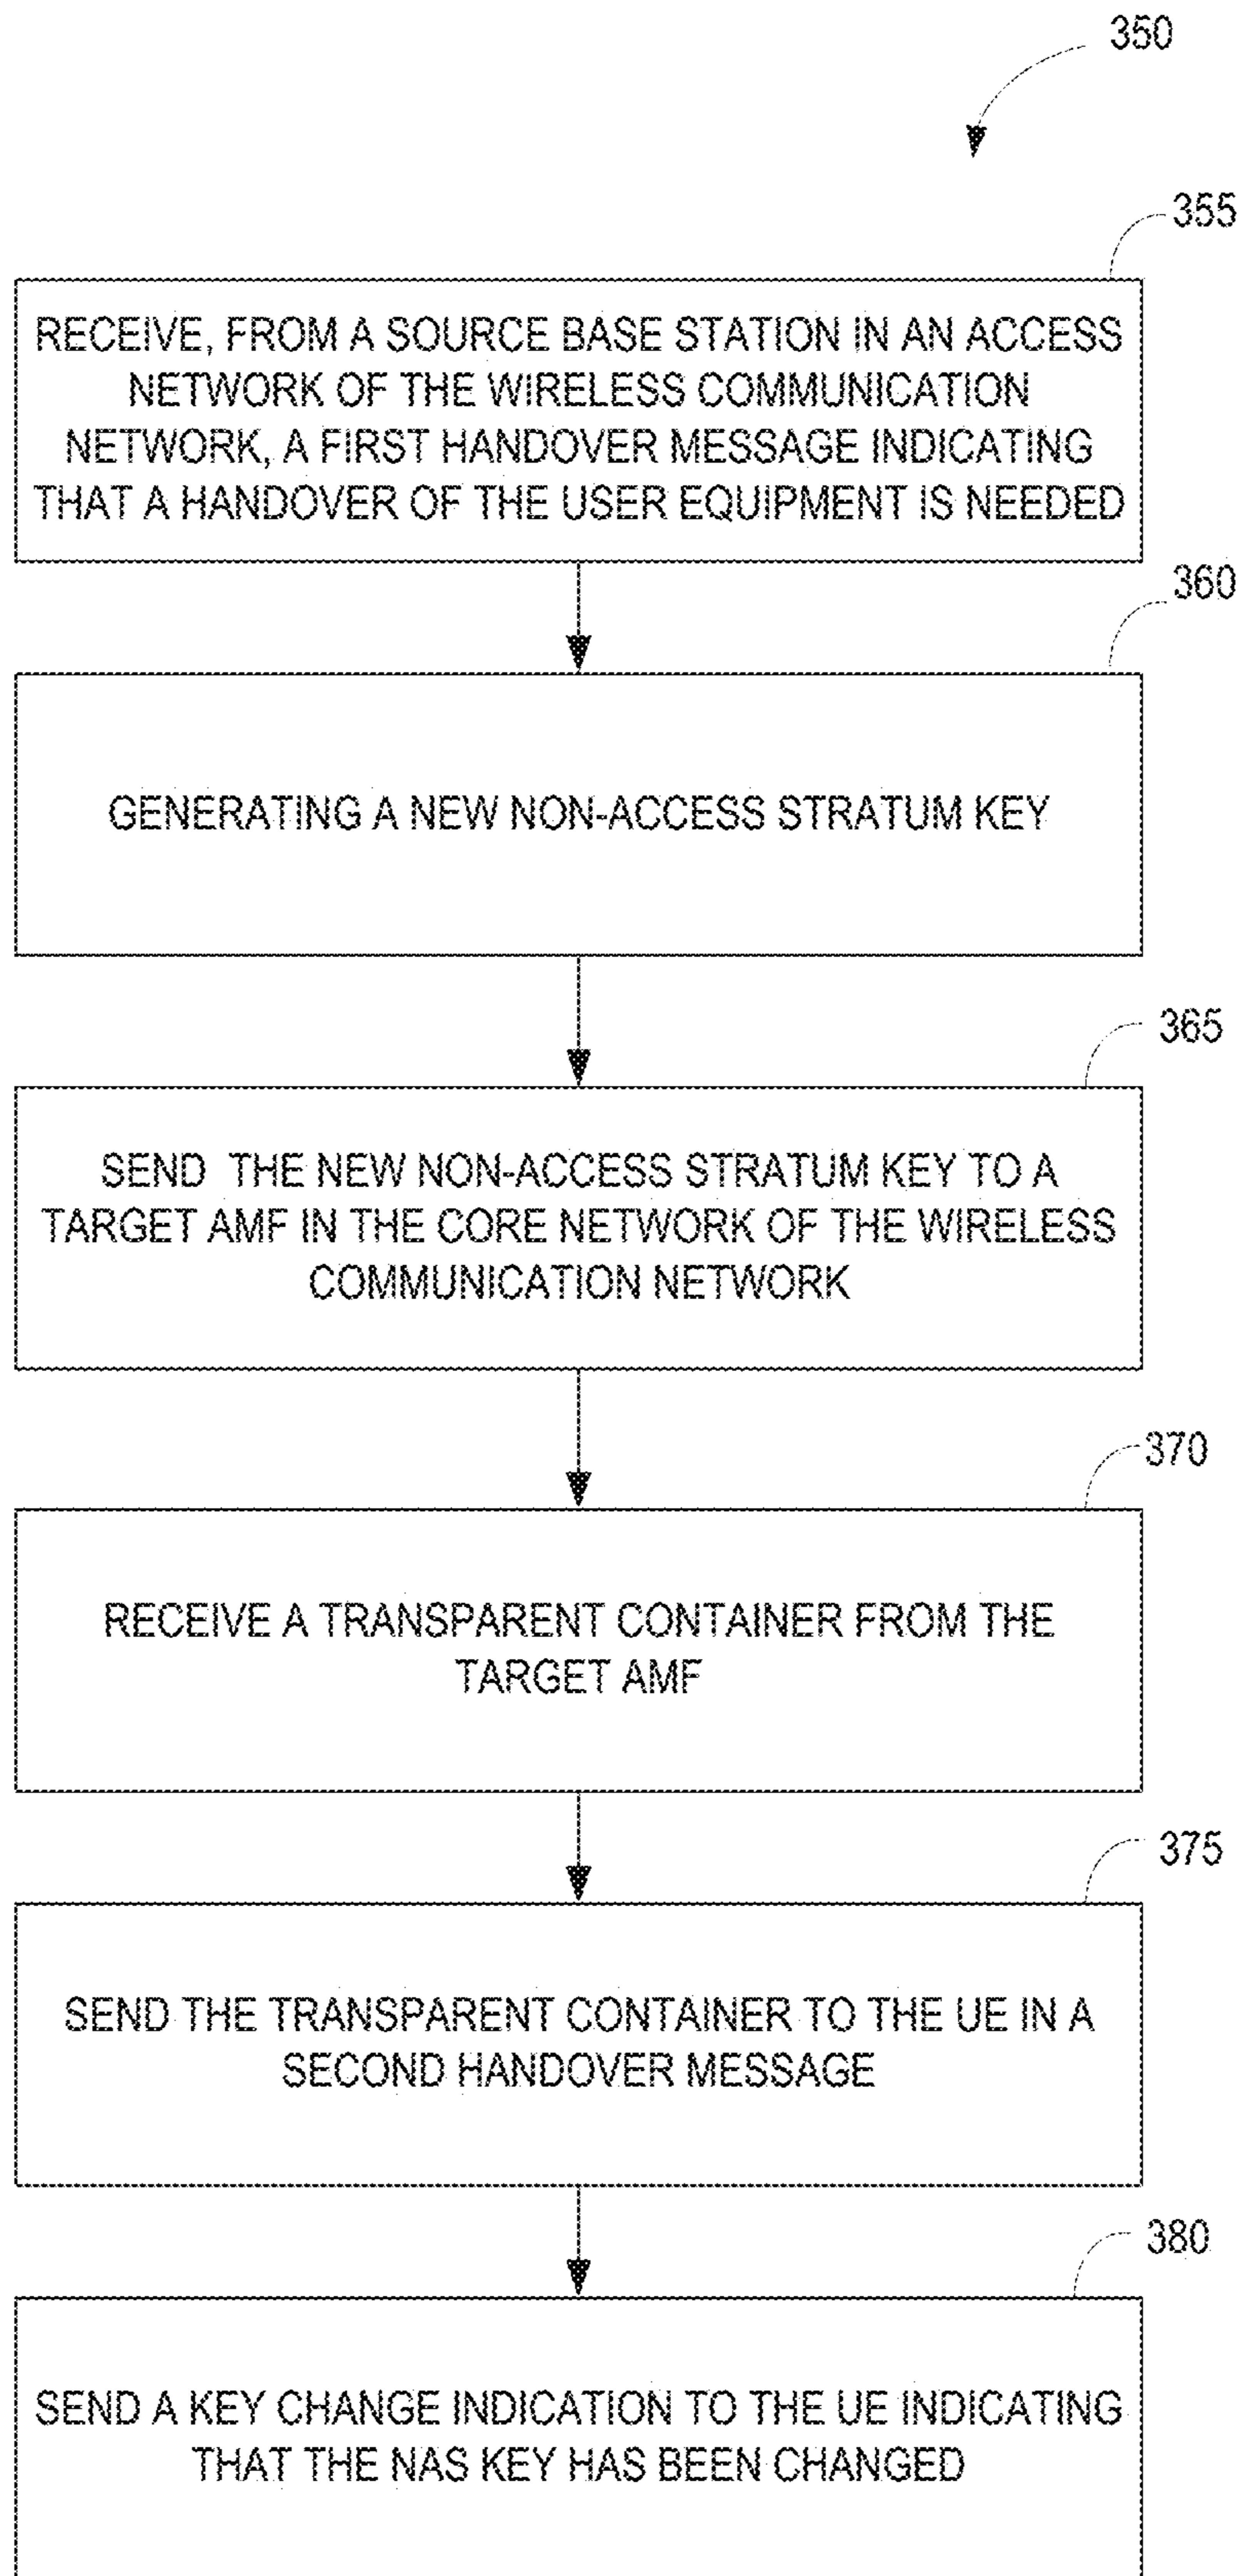 350
355
RECEIVE, FROM A SOURCE BASE STATION IN AN ACCESS
NETWORK OF THE WIRELESS COMMUNICATION
NETWORK, A FIRST HANDOVER MESSAGE INDICATING
THAT A HANDOVER OF THE USER EQUIPMENT IS NEEDED
360
GENERATING A NEW NON-ACCESS STRATUM KEY
365
SEND THE NEW NON-ACCESS STRATUM KEY TO A
TARGET AMF IN THE CORE NETWORK OF THE WIRELESS
COMMUNICATION NETWORK
370
RECEIVE A TRANSPARENT CONTAINER FROM THE
TARGET AMF
375
SEND THE TRANSPARENT CONTAINER TO THE UE IN A
SECOND HANDOVER MESSAGE
380
SEND A KEY CHANGE INDICATION TO THE UE INDICATING
THAT THE NAS KEY HAS BEEN CHANGED